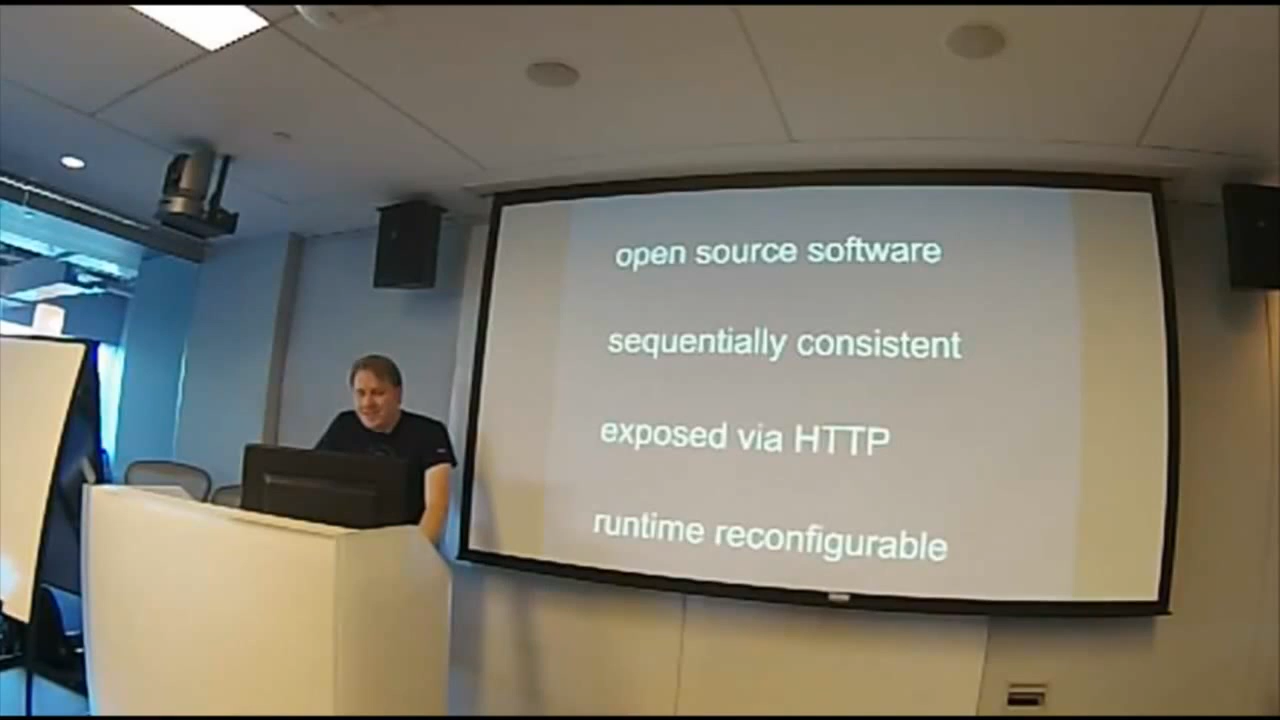 open source software
sequentially consistent
exposed via HTTP
runtime reconfigurable